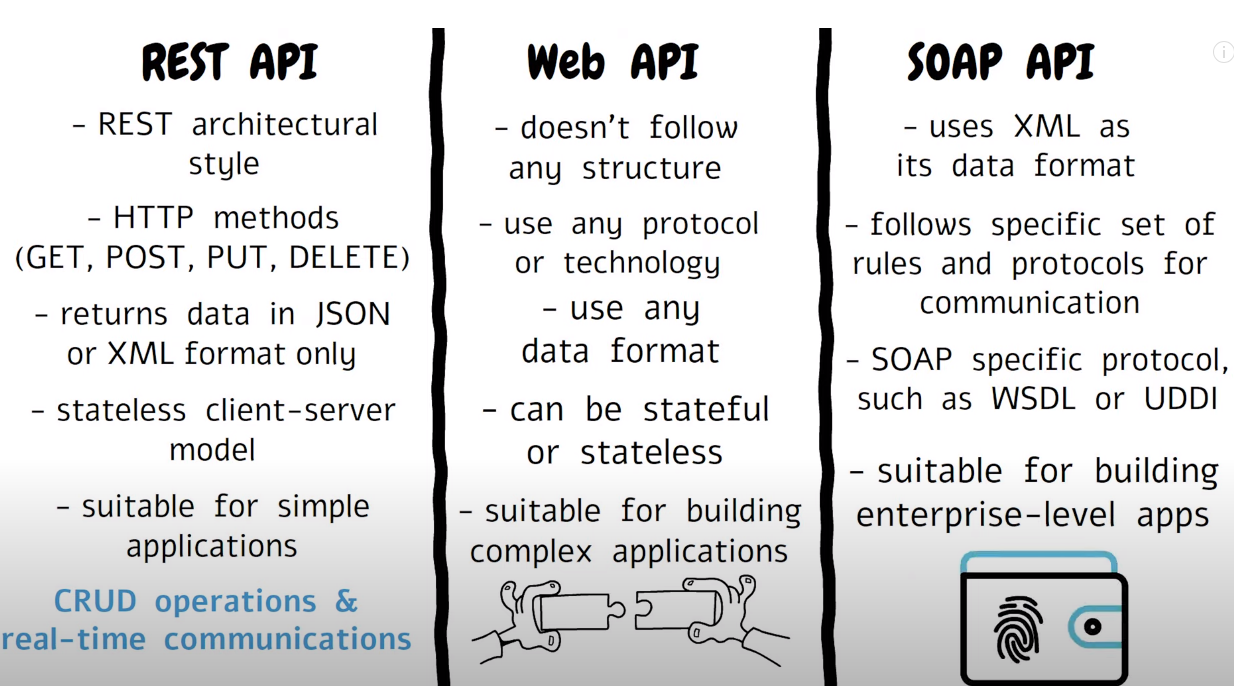 REST API
- REST architectural
style
- HTTP methods
(GET, POST, PUT, DELETE)
- returns data in JSON
or XML format only
- stateless client-server
model
- suitable for simple
applications
CRUD operations &
real-time communications
Web API
- doesn't follow
any structure
- use any protocol
or technology
- use any
data format
- can be stateful
or stateless
- suitable for building
complex applications
SOAP API
- uses XML as
its data format
- follows specific set of
rules and protocols for
communication
- SOAP specific protocol,
such as WSDL or UDDI
- suitable for building
enterprise-level apps